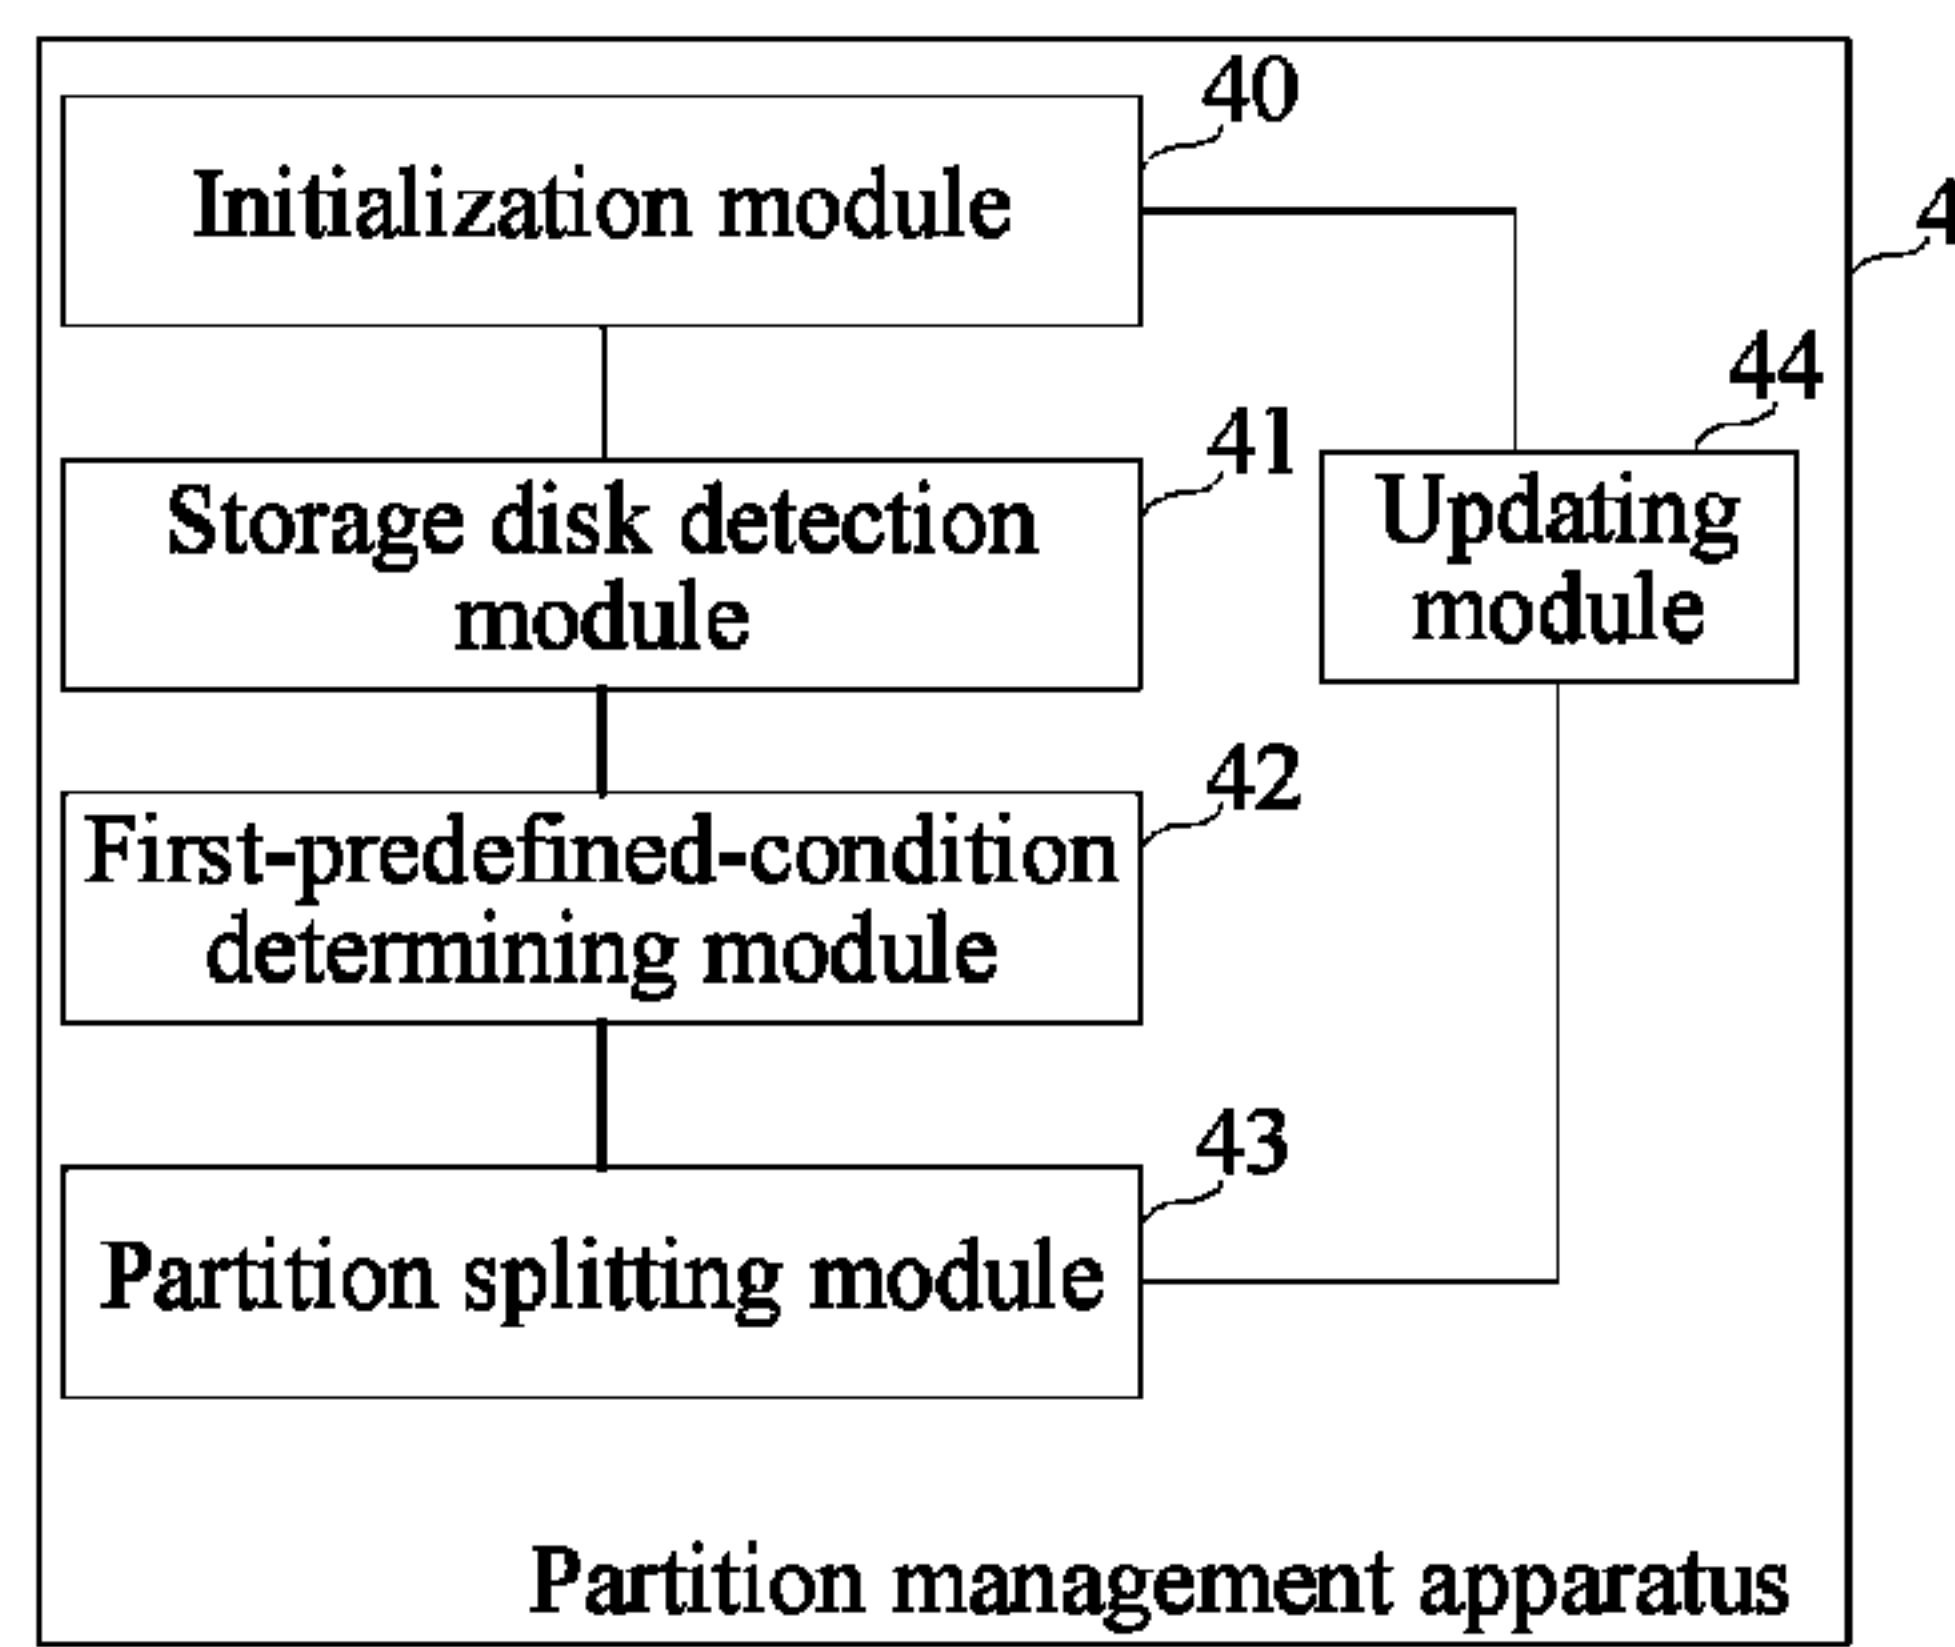 40
Initialization module
4
44
41
Storage disk detection
module
Updating
module
42
First-predefined-condition
determining module
43
Partition splitting module
Partition management apparatus